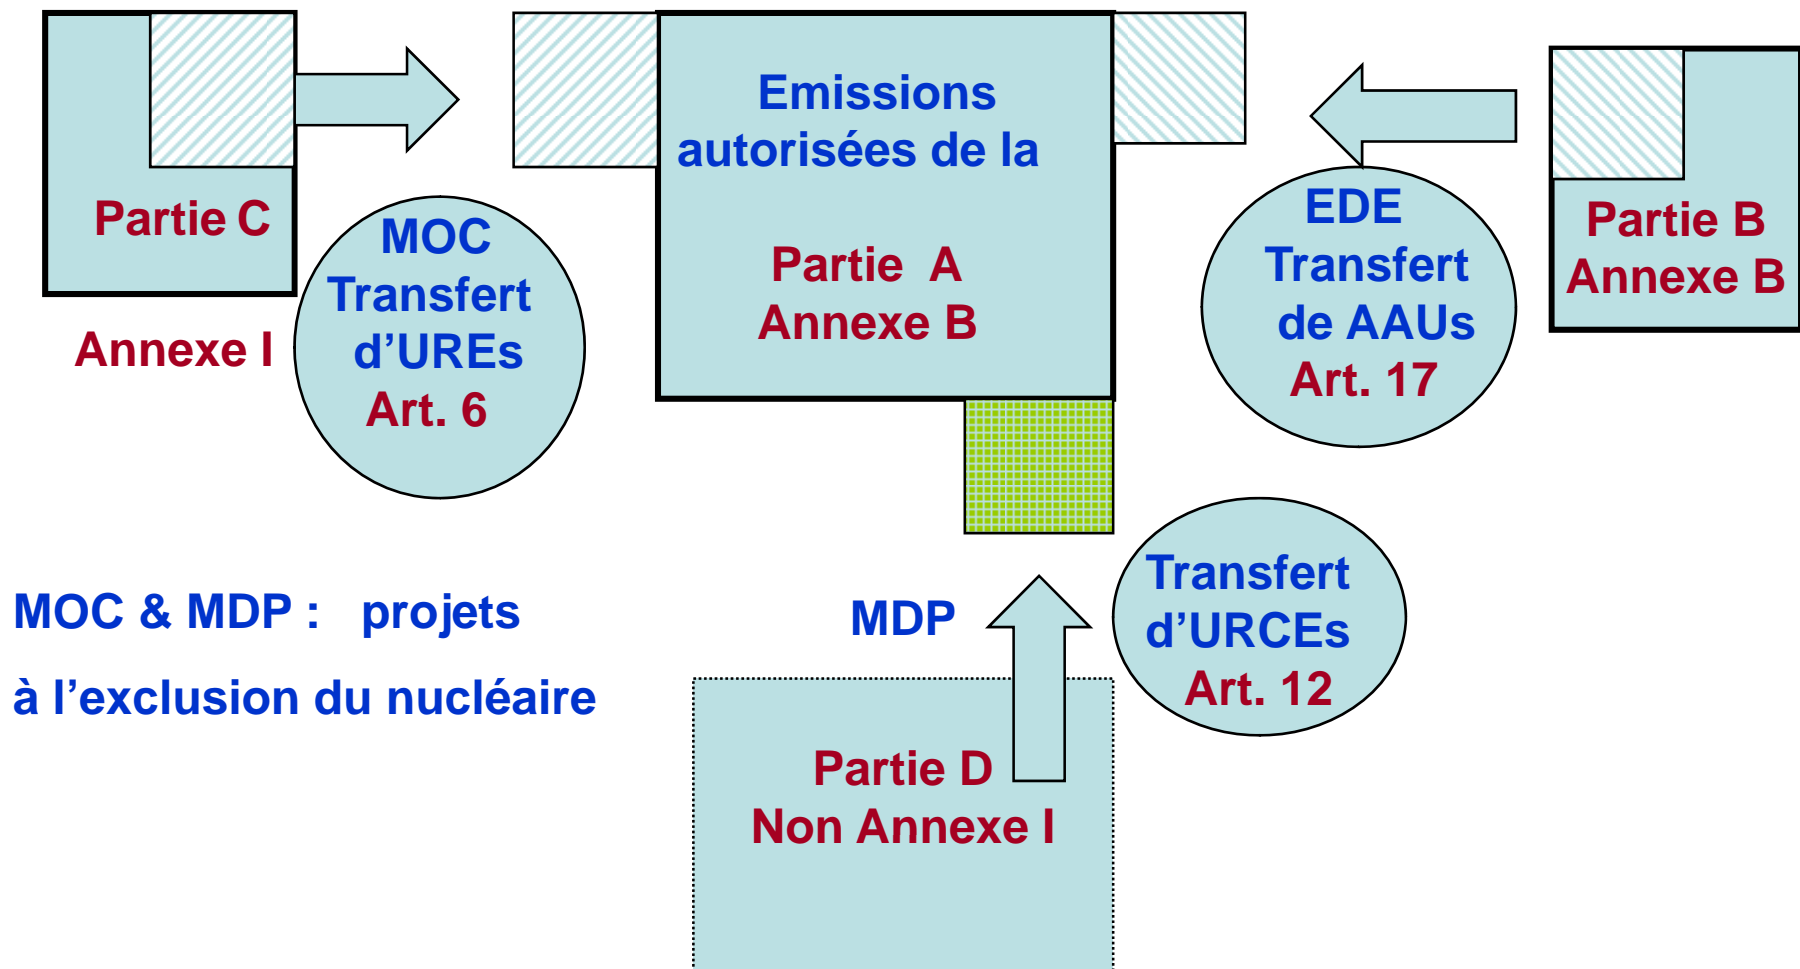 Emissions
autorisées de la
Partie A
Annexe B
Partie C
Annexe I
MOC
Transfert
d’UREs
Art. 6
EDE
Transfert
de AAUs
Art. 17
Partie B
Annexe B
MOC & MDP : projets
à l’exclusion du nucléaire
MDP
Transfert
d’URCEs
Art. 12
Partie D
Non Annexe I